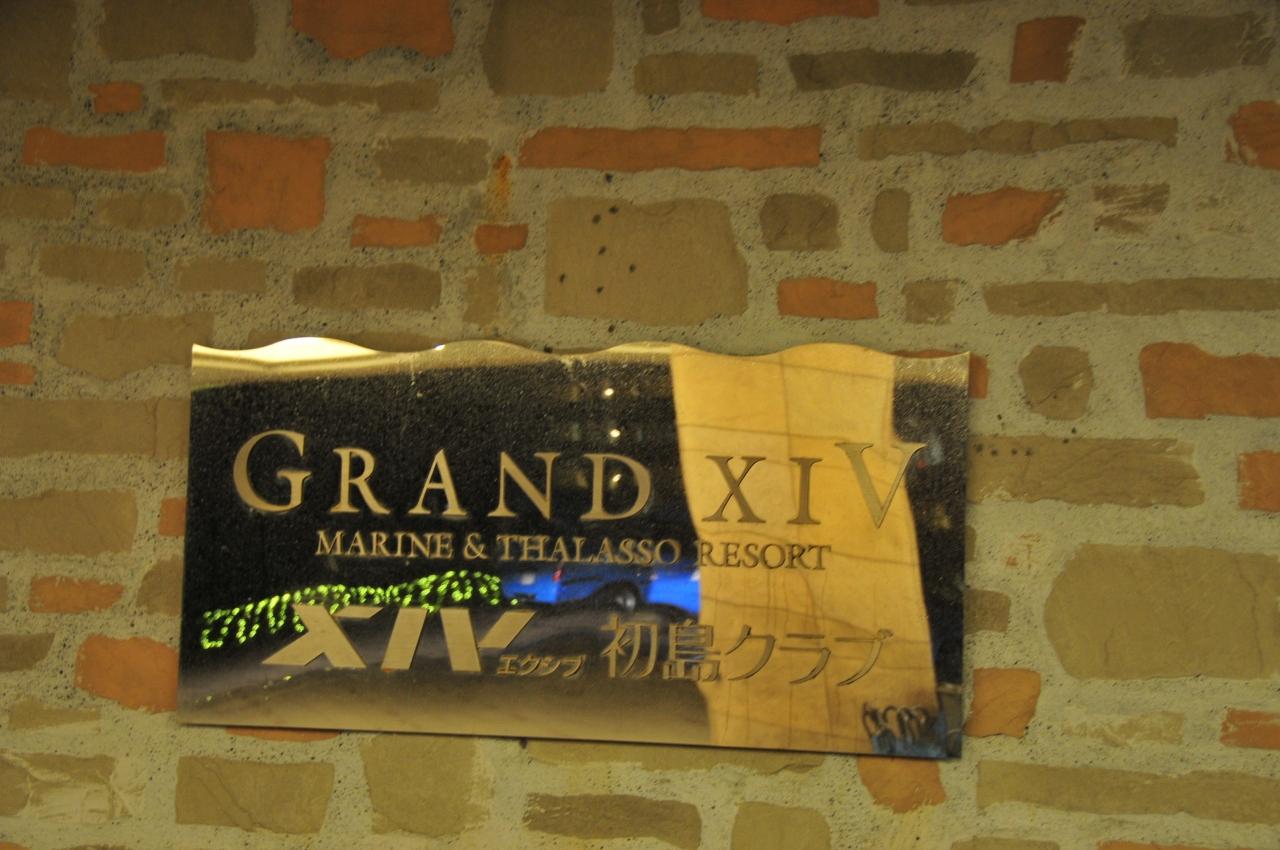 GRAND XIV
MARINE & THALASSO RESORT
XIV エクシブ 初島クラブ